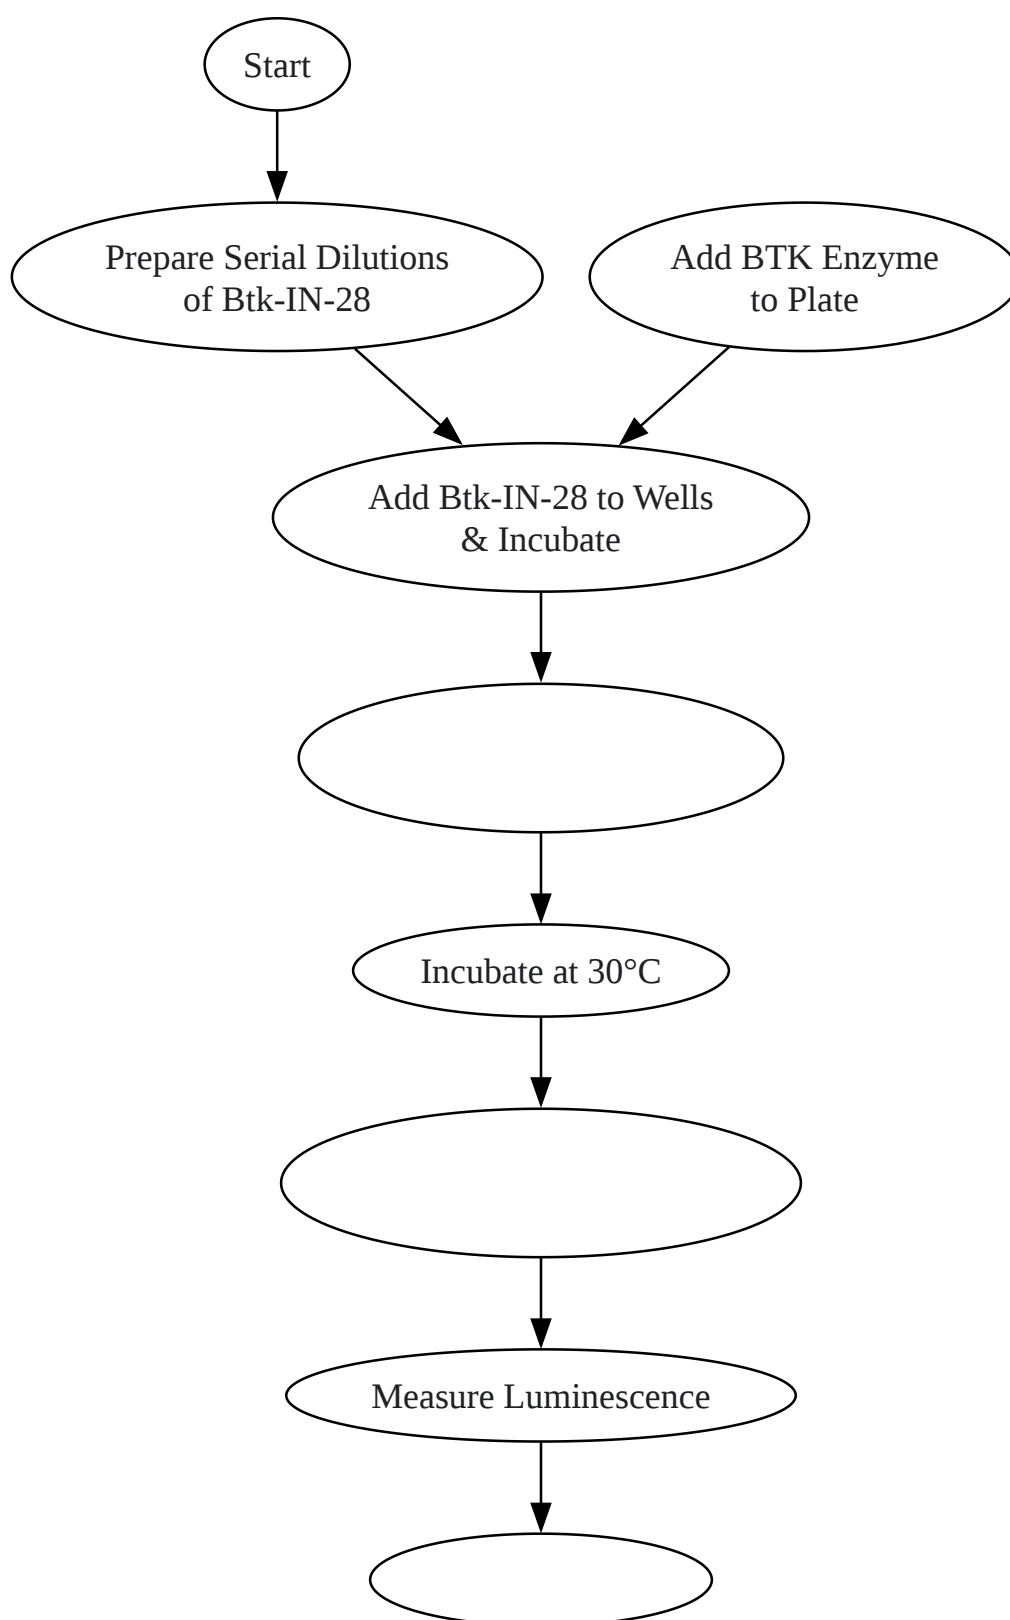 Start
Prepare Serial Dilutions
of Btk-IN-28
Add BTK Enzyme
to Plate
Add Btk-IN-28 to Wells
& Incubate
Incubate at 30°C
Measure Luminescence